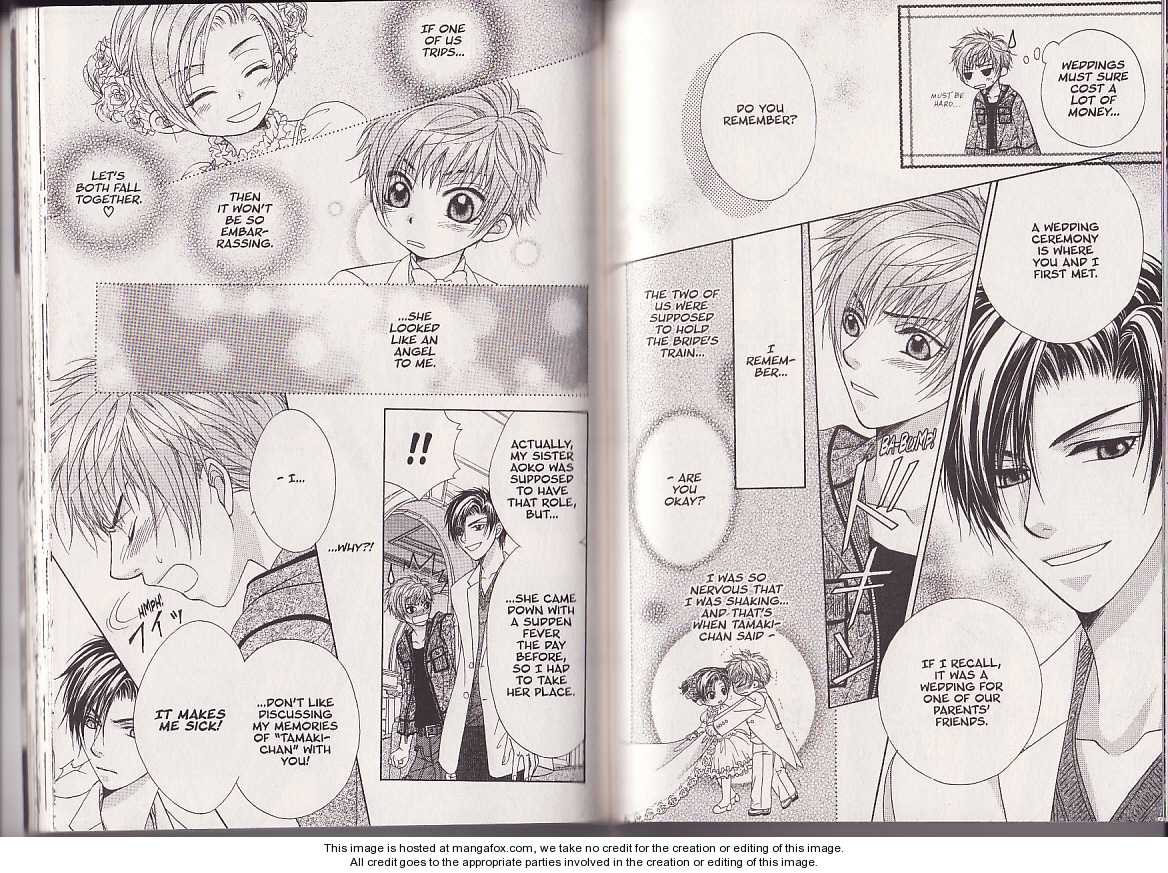 WEDDINGS
MUST SURE
COST A
LOT OF
MONEY...
MUST BE
HARD...
DO YOU
REMEMBER?
A WEDDING
CEREMONY
IS WHERE
YOU AND I
FIRST MET.
BA-BUMP!
IF I RECALL,
IT WAS A
WEDDING FOR
ONE OF OUR
PARENTS'
FRIENDS.
I
REMEM-
BER...
THE TWO OF
US WERE
SUPPOSED
TO HOLD
THE BRIDE'S
TRAIN...
I WAS SO
NERVOUS THAT
I WAS SHAKING...
AND THAT'S
WHEN TAMAKI-
CHAN SAID -
- ARE
YOU
OKAY?
IF ONE
OF US
TRIPS...
LET'S
BOTH FALL
TOGETHER.
♡
THEN
IT WON'T
BE SO
EMBAR-
RASSING.
...SHE
LOOKED
LIKE AN
ANGEL
TO ME.
ACTUALLY,
MY SISTER
AOKO WAS
SUPPOSED
TO HAVE
THAT ROLE,
BUT...
!!
...SHE CAME
DOWN WITH
A SUDDEN
FEVER
THE DAY
BEFORE,
SO I HAD
TO TAKE
HER PLACE.
...WHY?!
- I...
HMPH!
プイッ
...DON'T LIKE
DISCUSSING
MY MEMORIES
OF "TAMAKI-
CHAN" WITH
YOU!
IT MAKES
ME SICK!
This image is hosted at mangafox.com, we take no credit for the creation or editing of this image.
All credit goes to the appropriate parties involved in the creation or editing of this image.